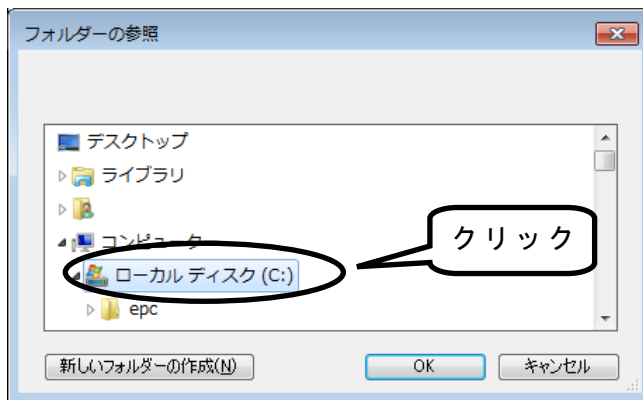 フォルダーの参照
デスクトップ
ライブラリ
コンピュータ
クリック
ローカル ディスク (C:)
epc
新しいフォルダーの作成(N)
OK
キャンセル